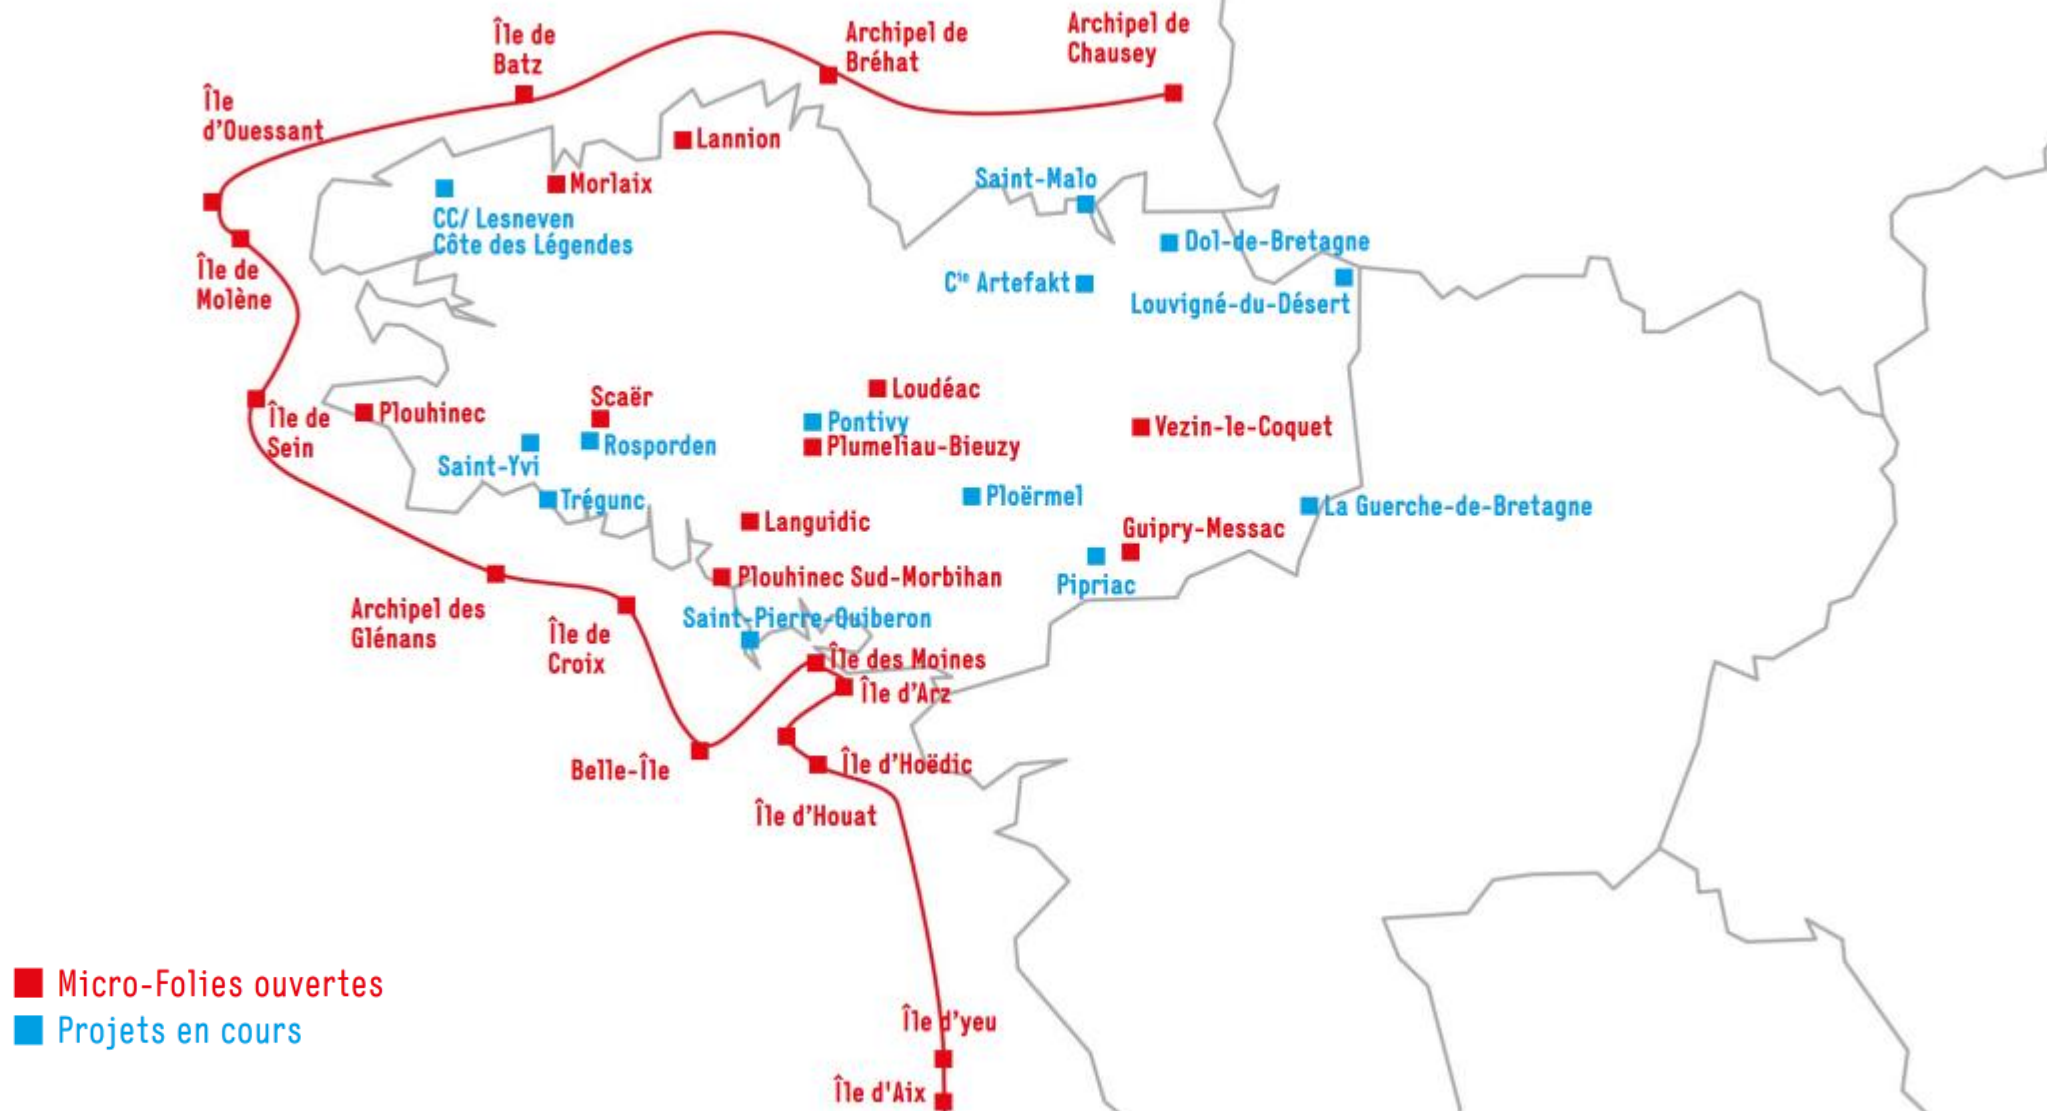 Île de
Batz
Archipel de
Bréhat
Archipel de
Chausey
Île
d'Ouessant
Lannion
Morlaix
Saint-Malo
CC/ Lesneven
Côte des Légendes
Dol-de-Bretagne
Île de
Molène
Cie Artefakt
Louvigné-du-Désert
Loudéac
Scaër
Plouhinec
Île de
Sein
Pontivy
Vezin-le-Coquet
Rosporden
Plumeliau-Bieuzy
Saint-Yvi
Trégunc
Ploërmel
La Guerche-de-Bretagne
Languidic
Guipry-Messac
Plouhinec Sud-Morbihan
Pipriac
Archipel des
Glénans
Saint-Pierre-Quiberon
Île de
Croix
Île des Moines
Île d'Arz
Belle-Île
Île d'Hoëdic
Île d'Houat
Micro-Folies ouvertes
Projets en cours
Île d'yeu
Île d'Aix